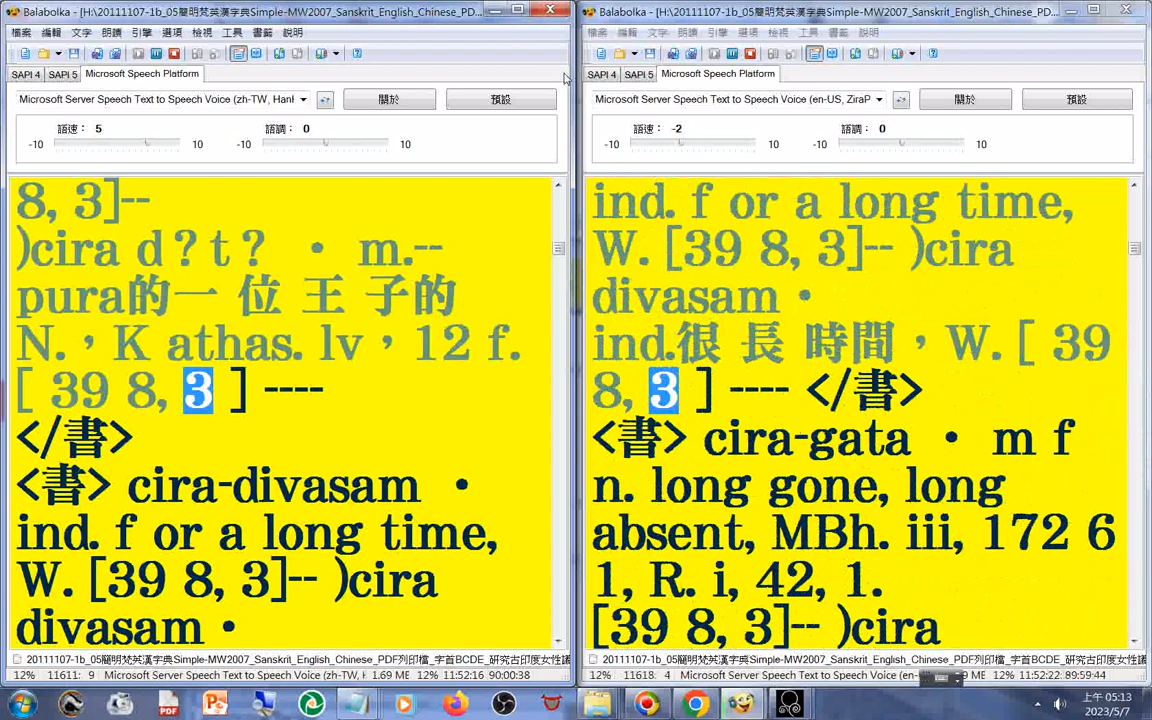 Balabolka - [H:\20111107-1b_05簡明梵英漢字典Simple-MW2007_Sanskrit_English_Chinese_PD...
檔案 編輯 文字 朗讀 引擎 選項 檢視 工具 書籤 說明
SAPI 4 SAPI 5 Microsoft Speech Platform
Microsoft Server Speech Text to Speech Voice (zh-TW, Hanl 關於 預設
語速： 5 語調： 0
-10 10 -10 10
8, 3]--
)cira d？t？ • m.--
pura的一 位 王 子的
N.，K athas. lv，12 f.
[ 39 8, 3 ] ----
</書>
<書> cira-divasam •
ind. f or a long time,
W. [39 8, 3]-- )cira
divasam •
20111107-1b_05簡明梵英漢字典Simple-MW2007_Sanskrit_English_Chinese_PDF列印檔_字首BCDE_研究古印度女性議
12% 11611: 9 Microsoft Server Speech Text to Speech Voice (zh-TW, H 1.69 ME 12% 11:52:16 90:00:38
Balabolka - [H:\20111107-1b_05簡明梵英漢字典Simple-MW2007_Sanskrit_English_Chinese_PD...
檔案 編輯 文字 朗讀 引擎 選項 檢視 工具 書籤 說明
SAPI 4 SAPI 5 Microsoft Speech Platform
Microsoft Server Speech Text to Speech Voice (en-US, ZiraP 關於 預設
語速： -2 語調： 0
-10 10 -10 10
ind. f or a long time,
W. [39 8, 3]-- )cira
divasam •
ind.很 長 時間，W. [ 39
8, 3 ] ---- </書>
<書> cira-gata • m f
n. long gone, long
absent, MBh. iii, 172 6
1, R. i, 42, 1.
[39 8, 3]-- )cira
20111107-1b_05簡明梵英漢字典Simple-MW2007_Sanskrit_English_Chinese_PDF列印檔_字首BCDE_研究古印度女性議
12% 11618: 4 Microsoft Server Speech Text to Speech Voice (en-US, 12% 11:52:22 89:59:44
PDF
上午 05:13
2023/5/7